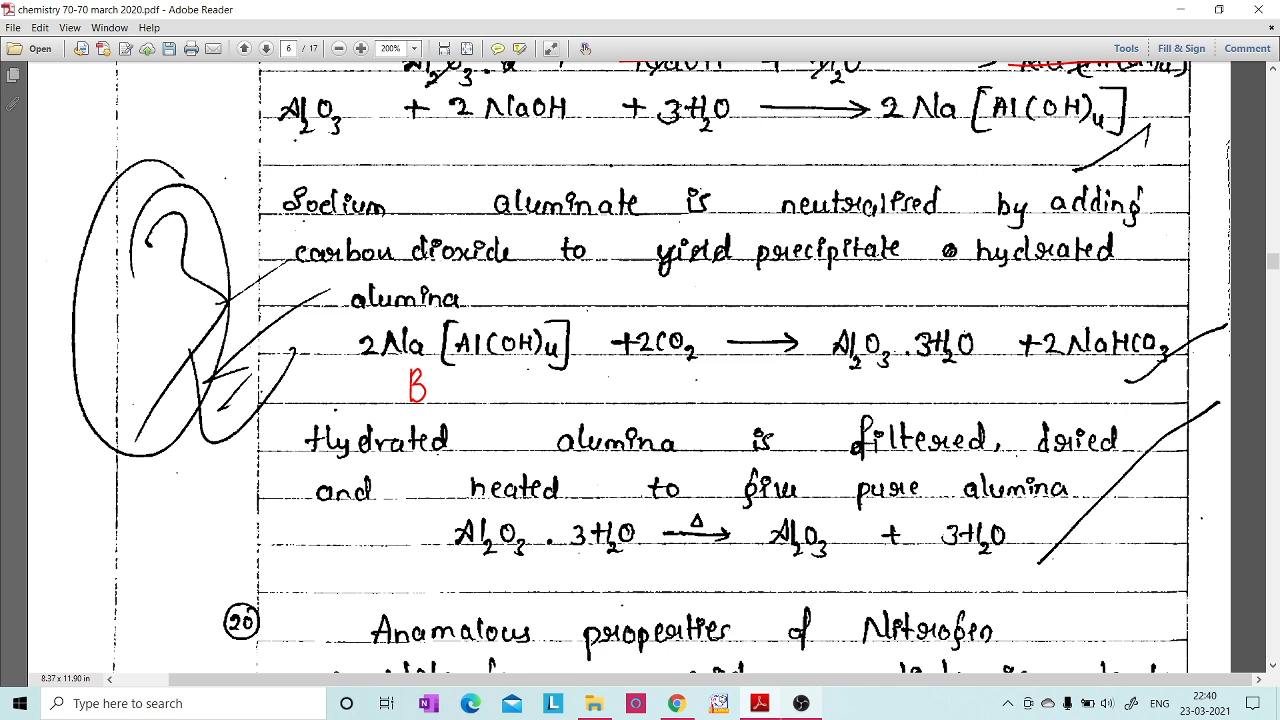 chemistry 70-70 march 2020.pdf - Adobe Reader
File Edit View Window Help
Open 6 / 17 200% Tools Fill & Sign Comment
Al2O3 + 2 NaOH + 3H2O → 2 Na [Al(OH)4]
Sodium aluminate is neutralised by adding
carbon dioxide to yield precipitate hydrated
alumina
2Na [Al(OH)4] + 2CO2 → Al2O3 . 3H2O + 2 NaHCO3
B
Hydrated alumina is filtered, dried
and heated to give pure alumina
Al2O3 . 3H2O Δ→ Al2O3 + 3H2O
20 Anamalous properties of Nitrogen
8.37 x 11.90 in
Type here to search
ENG
22:40
23-03-2021